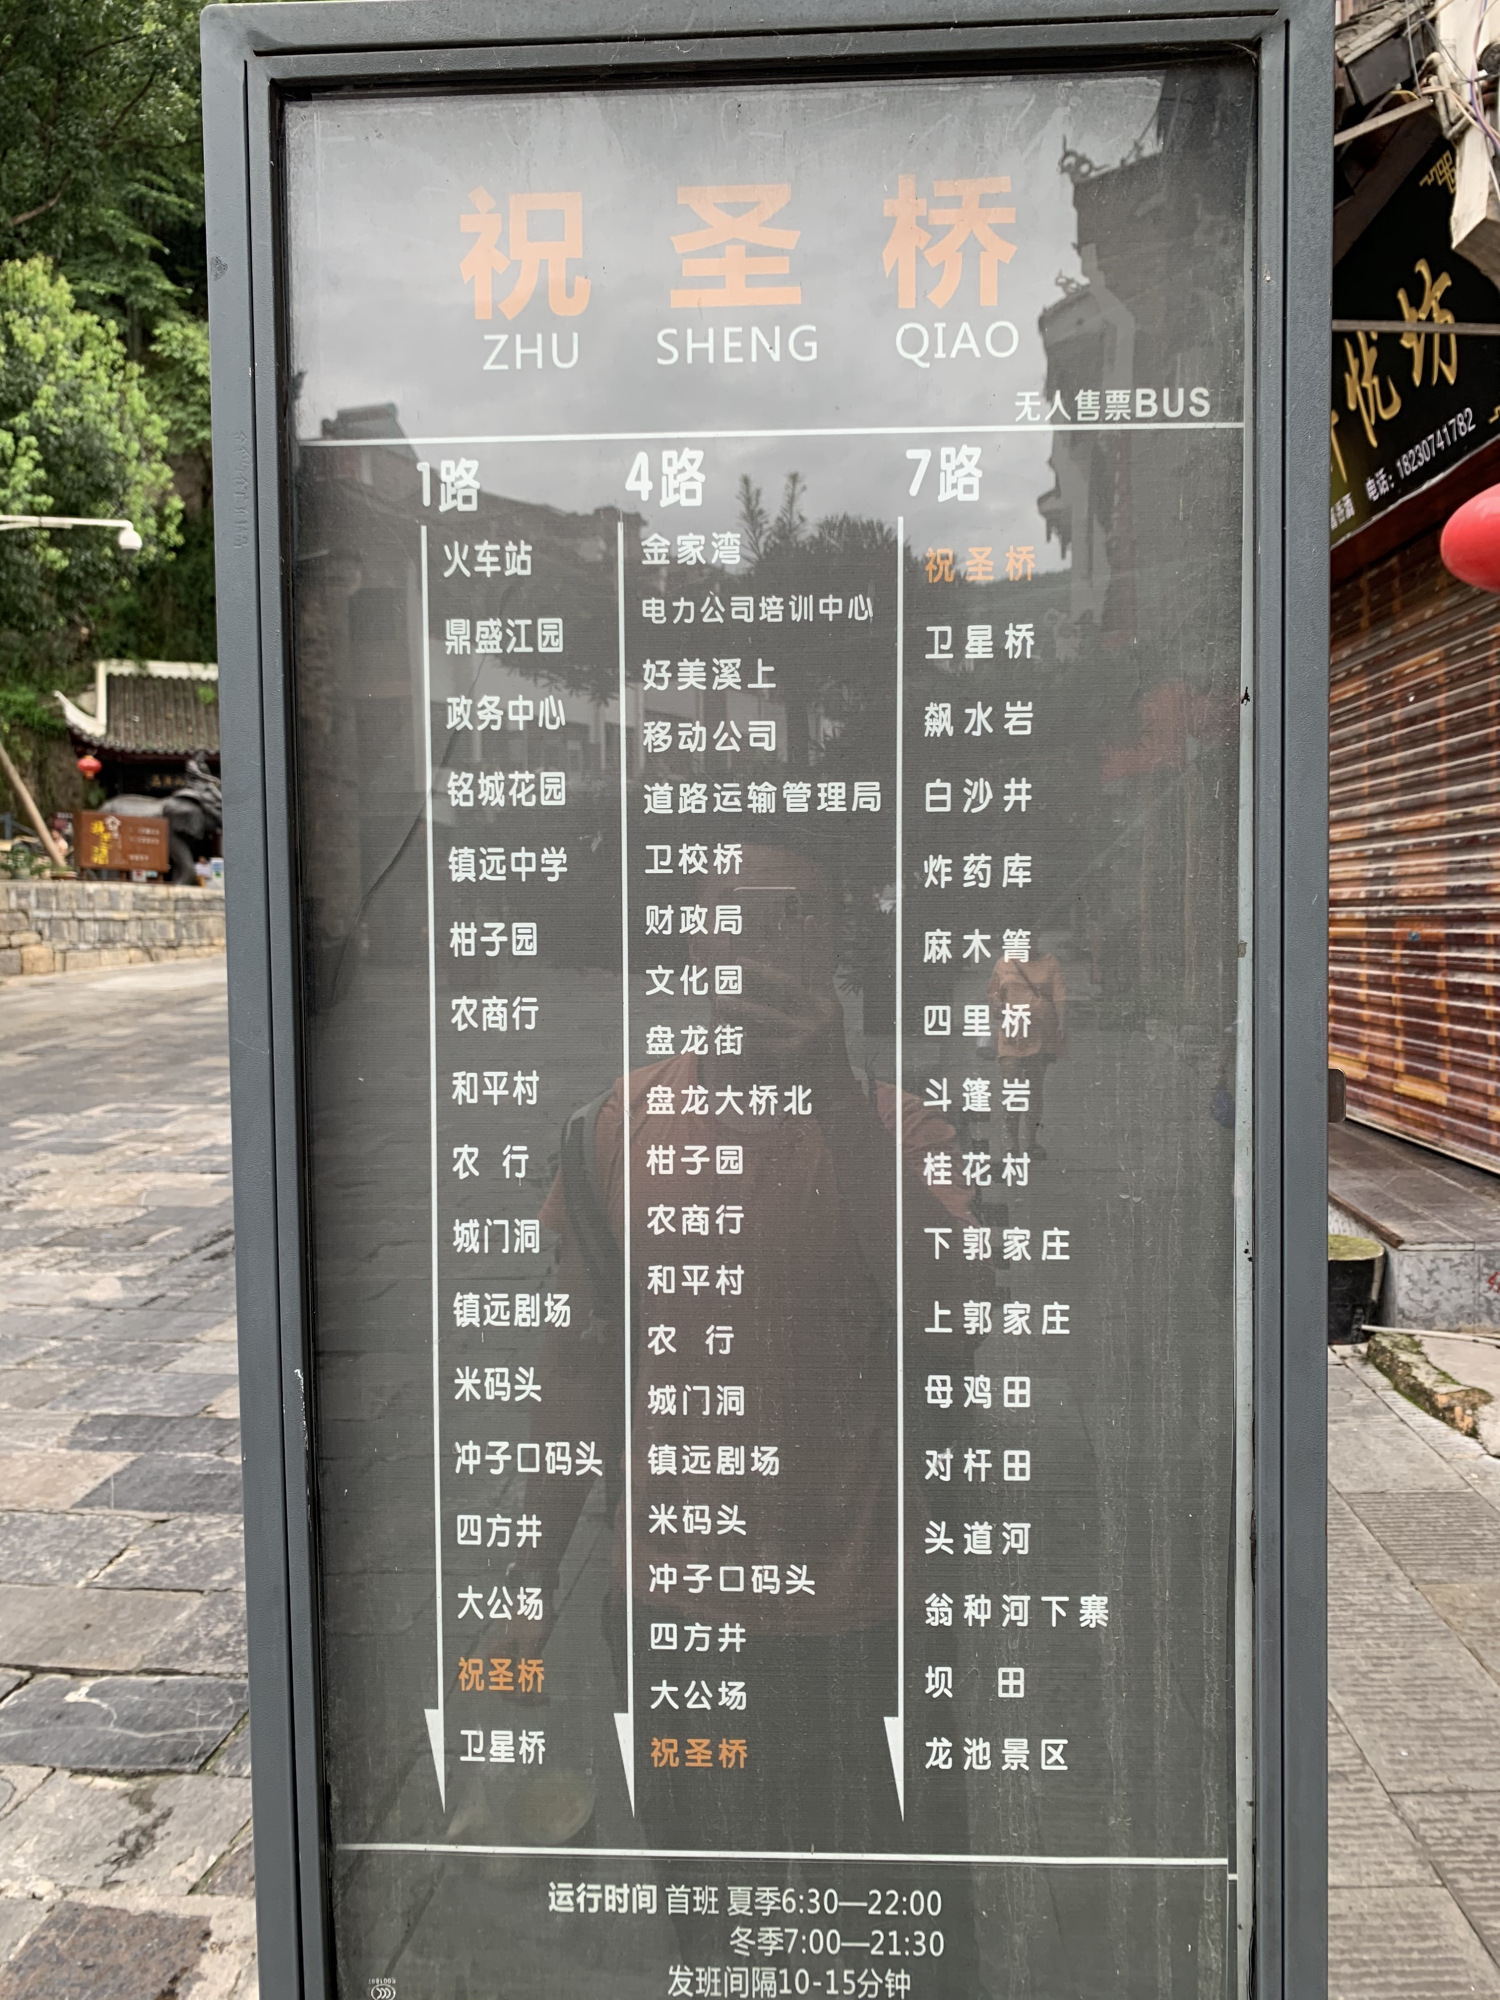 祝圣桥
ZHU SHENG QIAO
无人售票BUS
1路
火车站
鼎盛江园
政务中心
铭城花园
镇远中学
柑子园
农商行
和平村
农 行
城门洞
镇远剧场
米码头
冲子口码头
四方井
大公场
祝圣桥
卫星桥
4路
金家湾
电力公司培训中心
好美溪上
移动公司
道路运输管理局
卫校桥
财政局
文化园
盘龙街
盘龙大桥北
柑子园
农商行
和平村
农 行
城门洞
镇远剧场
米码头
冲子口码头
四方井
大公场
祝圣桥
7路
祝圣桥
卫星桥
飙水岩
白沙井
炸药库
麻木箐
四里桥
斗篷岩
桂花村
下郭家庄
上郭家庄
母鸡田
对杆田
头道河
翁种河下寨
坝 田
龙池景区
运行时间 首班 夏季6:30—22:00
冬季7:00—21:30
发班间隔10-15分钟
悦坊
电话：18230741782